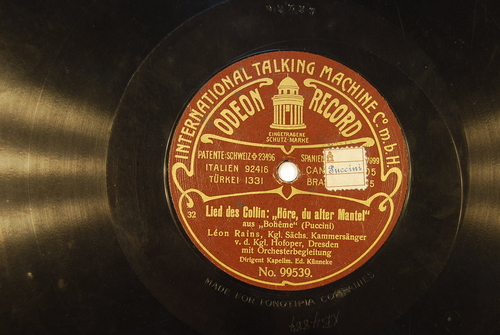 INTERNATIONAL TALKING MACHINE Co m.b.H.
ODEON RECORD
EINGETRAGENE
SCHUTZ-MARKE
PATENTE: SCHWEIZ 23496 SPANIEN
ITALIEN 92416
TÜRKEI 1331
Puccini
32
Lied des Collin: „Höre, du alter Mantel"
aus „Bohême" (Puccini)
Léon Rains, Kgl. Sächs. Kammersänger
v. d. Kgl. Hofoper, Dresden
mit Orchesterbegleitung
Dirigent Kapellm. Ed. Künneke
No. 99539.
MADE FOR FONOTIPIA COMPANIES